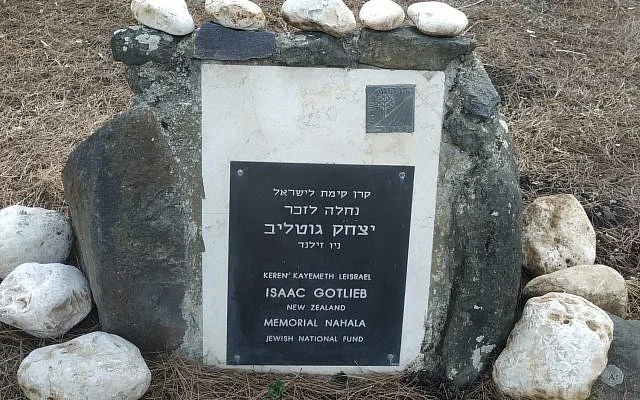 קרן קימת לישראל
נחלה לזכר
יצחק גוטליב
ניו זילנד
KEREN' KAYEMETH LEISRAEL
ISAAC GOTLIEB
NEW ZEALAND
MEMORIAL NAHALA
JEWISH NATIONAL FUND